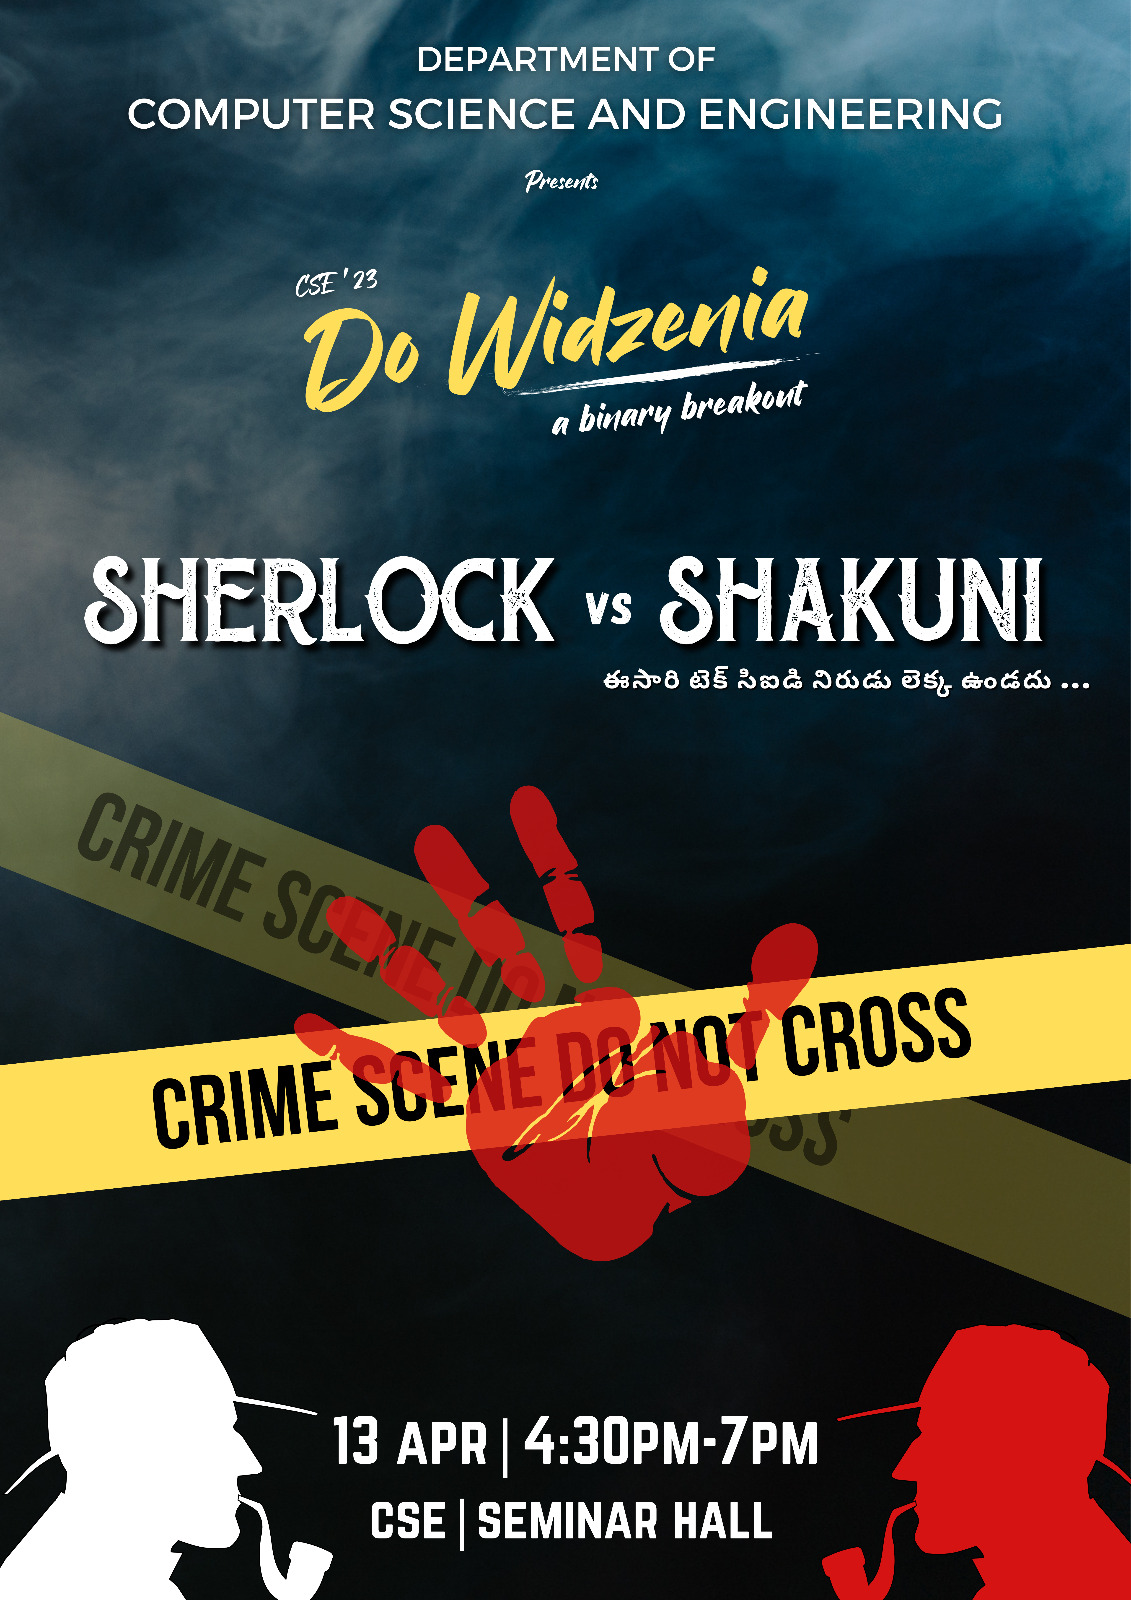 DEPARTMENT OF
COMPUTER SCIENCE AND ENGINEERING
Presents
CSE '23
Do Widzenia
a binary breakout
SHERLOCK vs SHAKUNI
ఈసారి టెక్ సిఐడి నిరుడు లెక్క ఉండదు ...
CRIME SCENE DO NOT CROSS
CRIME SCENE DO NOT CROSS
13 APR | 4:30PM-7PM
CSE | SEMINAR HALL